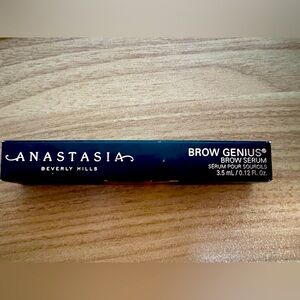 ANASTASIA
BEVERLY HILLS
BROW GENIUS®
BROW SERUM
SÉRUM POUR SOURCILS
3.5 mL / 0.12 Fl. Oz.